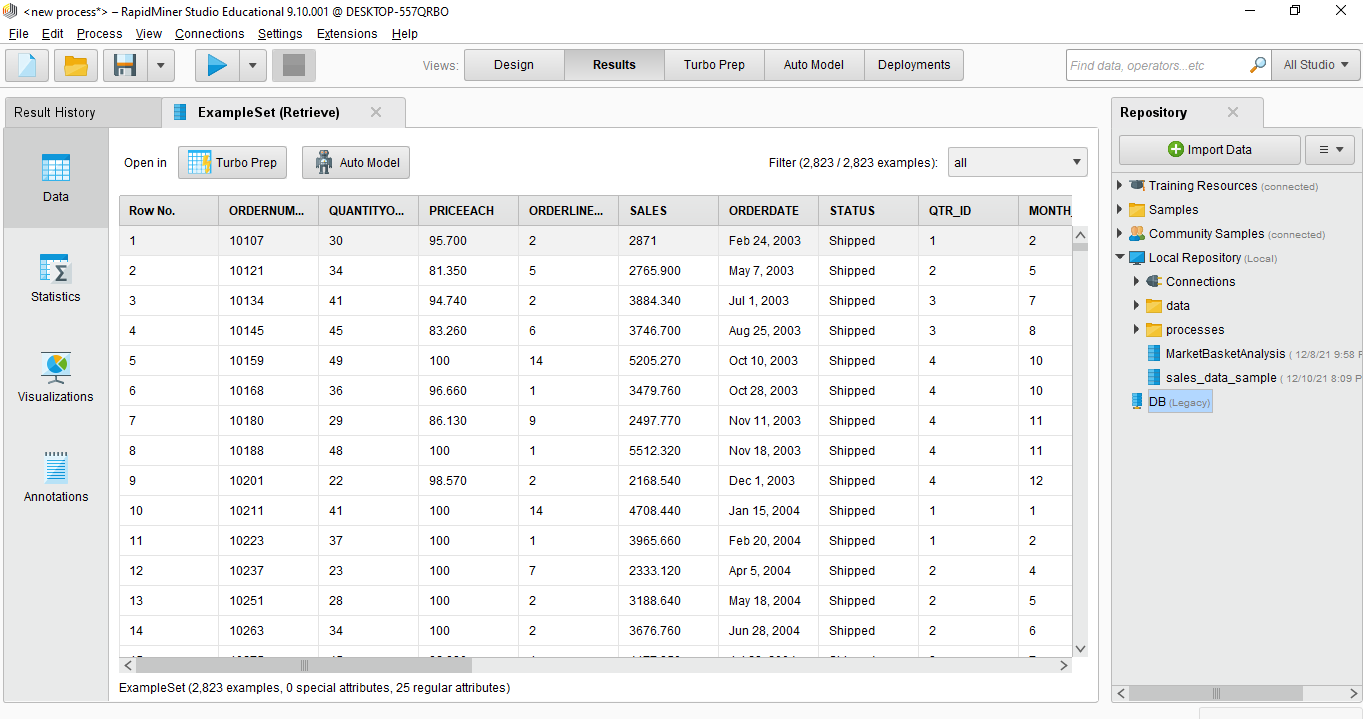 <new process*> – RapidMiner Studio Educational 9.10.001 @ DESKTOP-557QRBO
File Edit Process View Connections Settings Extensions Help
Views: Design Results Turbo Prep Auto Model Deployments Find data, operators...etc All Studio
Result History ExampleSet (Retrieve)
Data
Statistics
Visualizations
Annotations
Open in Turbo Prep Auto Model Filter (2,823 / 2,823 examples): all
Row No. ORDERNUM... QUANTITYO... PRICEEACH ORDERLINE... SALES ORDERDATE STATUS QTR_ID MONTH_
1 10107 30 95.700 2 2871 Feb 24, 2003 Shipped 1 2
2 10121 34 81.350 5 2765.900 May 7, 2003 Shipped 2 5
3 10134 41 94.740 2 3884.340 Jul 1, 2003 Shipped 3 7
4 10145 45 83.260 6 3746.700 Aug 25, 2003 Shipped 3 8
5 10159 49 100 14 5205.270 Oct 10, 2003 Shipped 4 10
6 10168 36 96.660 1 3479.760 Oct 28, 2003 Shipped 4 10
7 10180 29 86.130 9 2497.770 Nov 11, 2003 Shipped 4 11
8 10188 48 100 1 5512.320 Nov 18, 2003 Shipped 4 11
9 10201 22 98.570 2 2168.540 Dec 1, 2003 Shipped 4 12
10 10211 41 100 14 4708.440 Jan 15, 2004 Shipped 1 1
11 10223 37 100 1 3965.660 Feb 20, 2004 Shipped 1 2
12 10237 23 100 7 2333.120 Apr 5, 2004 Shipped 2 4
13 10251 28 100 2 3188.640 May 18, 2004 Shipped 2 5
14 10263 34 100 2 3676.760 Jun 28, 2004 Shipped 2 6
ExampleSet (2,823 examples, 0 special attributes, 25 regular attributes)
Repository
Import Data
Training Resources (connected)
Samples
Community Samples (connected)
Local Repository (Local)
Connections
data
processes
MarketBasketAnalysis ( 12/8/21 9:58 P
sales_data_sample ( 12/10/21 8:09 P
DB (Legacy)